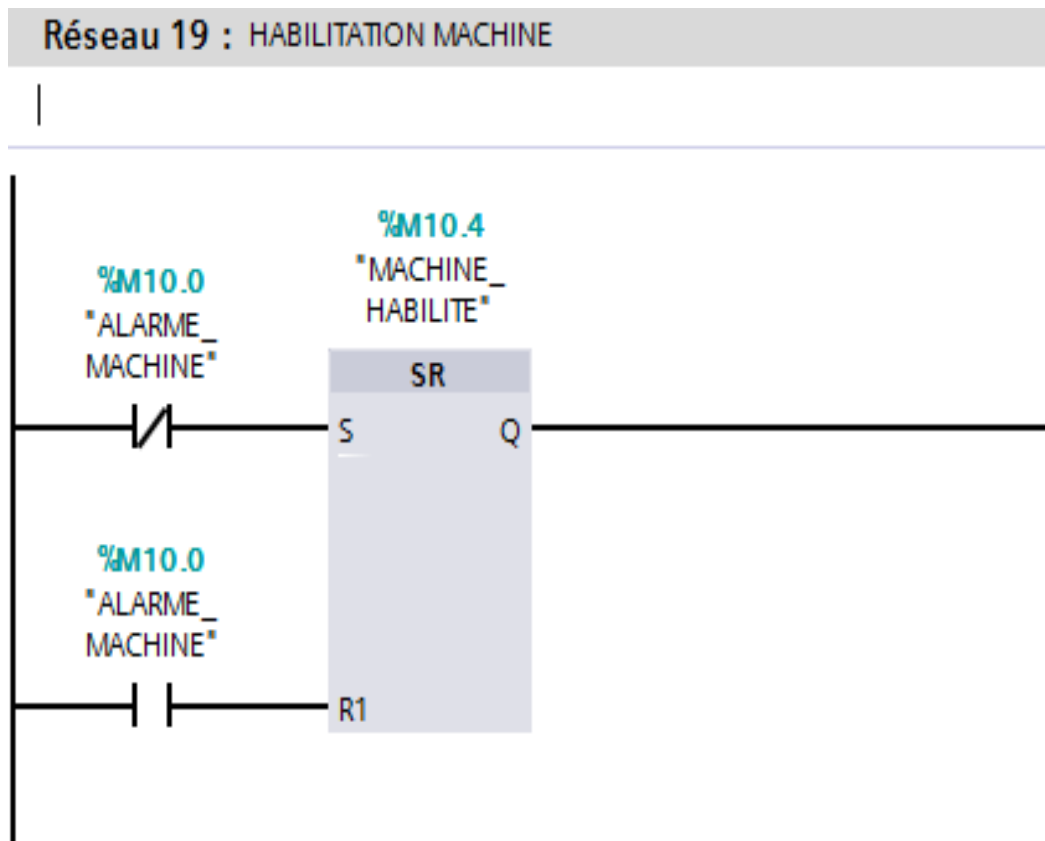 Réseau 19 : HABILITATION MACHINE
%M10.4
"MACHINE_
HABILITE"
%M10.0
"ALARME_
MACHINE"
SR
S Q
%M10.0
"ALARME_
MACHINE"
R1